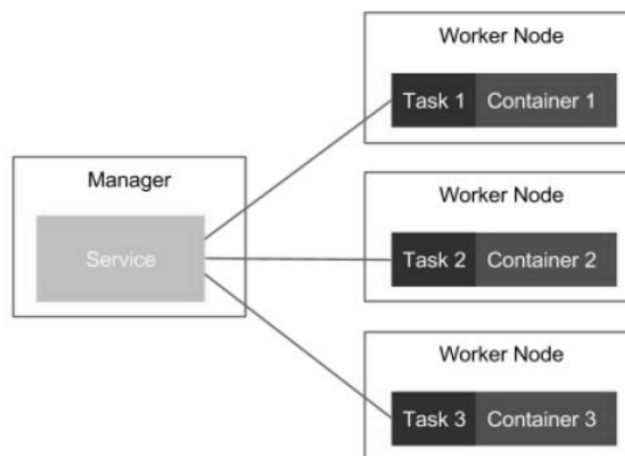 Manager
Service
Worker Node
Task 1 Container 1
Worker Node
Task 2 Container 2
Worker Node
Task 3 Container 3